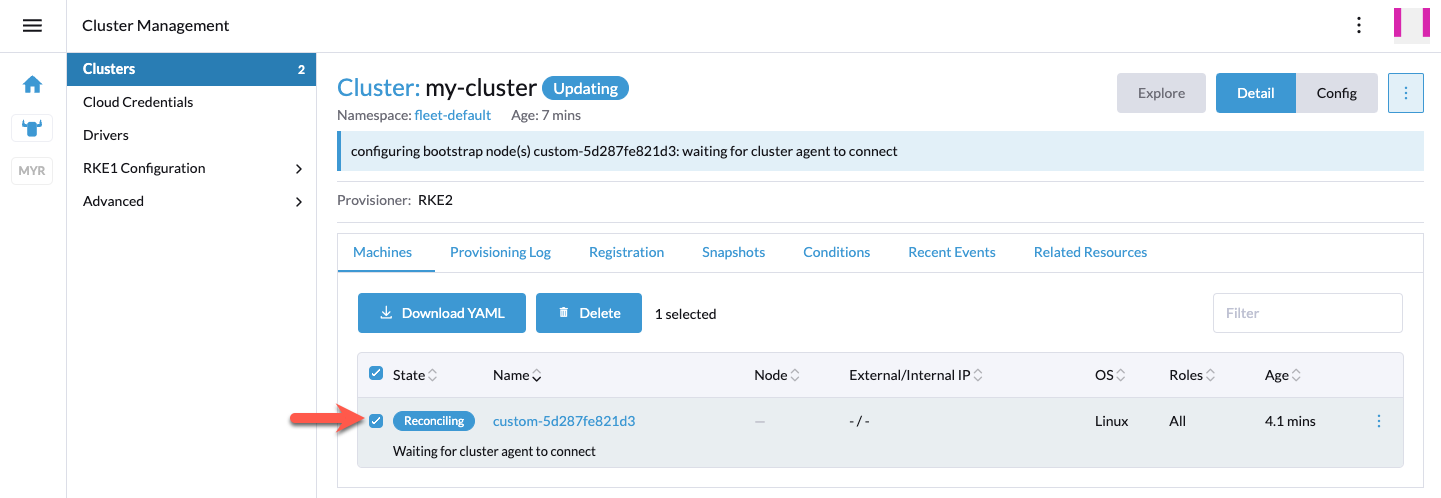 Cluster Management
Clusters 2
Cloud Credentials
Drivers
RKE1 Configuration
Advanced
MYR
Cluster: my-cluster Updating
Namespace: fleet-default Age: 7 mins
Explore Detail Config
configuring bootstrap node(s) custom-5d287fe821d3: waiting for cluster agent to connect
Provisioner: RKE2
Machines Provisioning Log Registration Snapshots Conditions Recent Events Related Resources
Download YAML Delete 1 selected Filter
State Name Node External/Internal IP OS Roles Age
Reconciling custom-5d287fe821d3 — - / - Linux All 4.1 mins
Waiting for cluster agent to connect